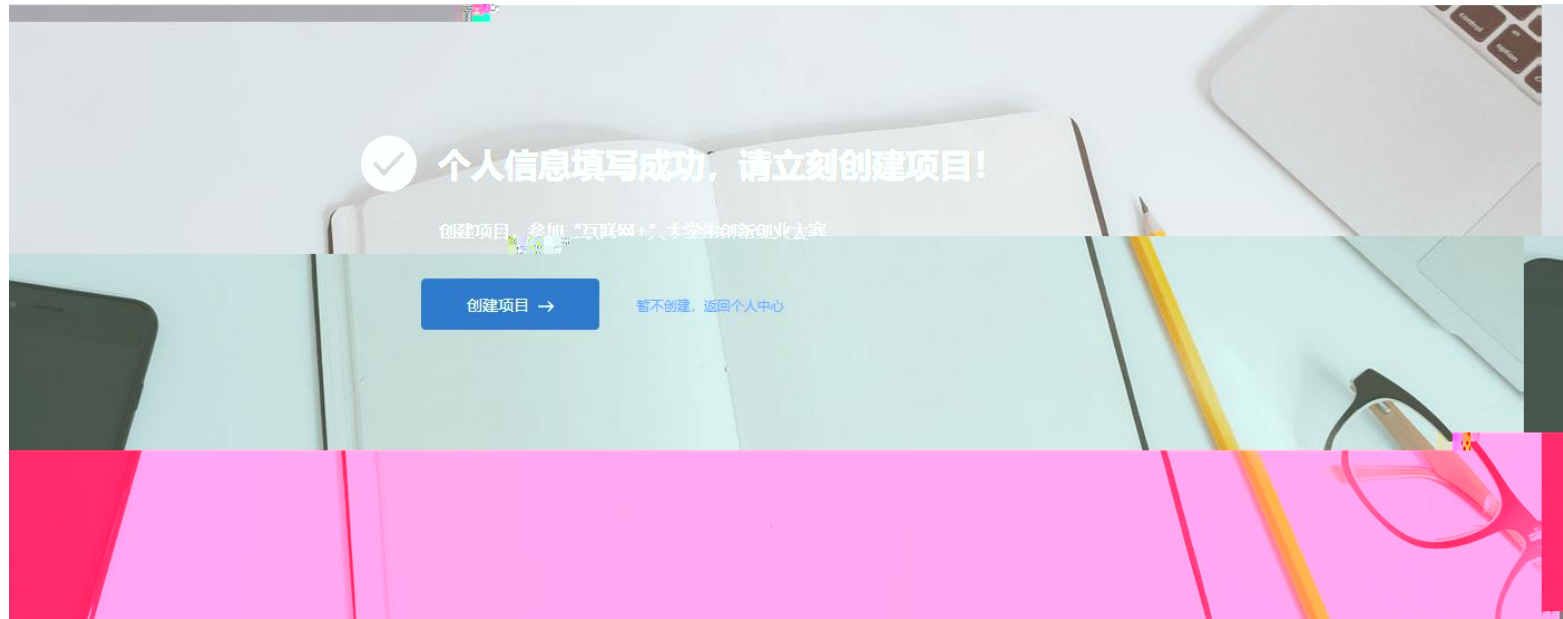 control
option
个人信息填写成功，请立刻创建项目！
创建项目，参加“互联网+”大学生创新创业大赛
创建项目 →
暂不创建，返回个人中心